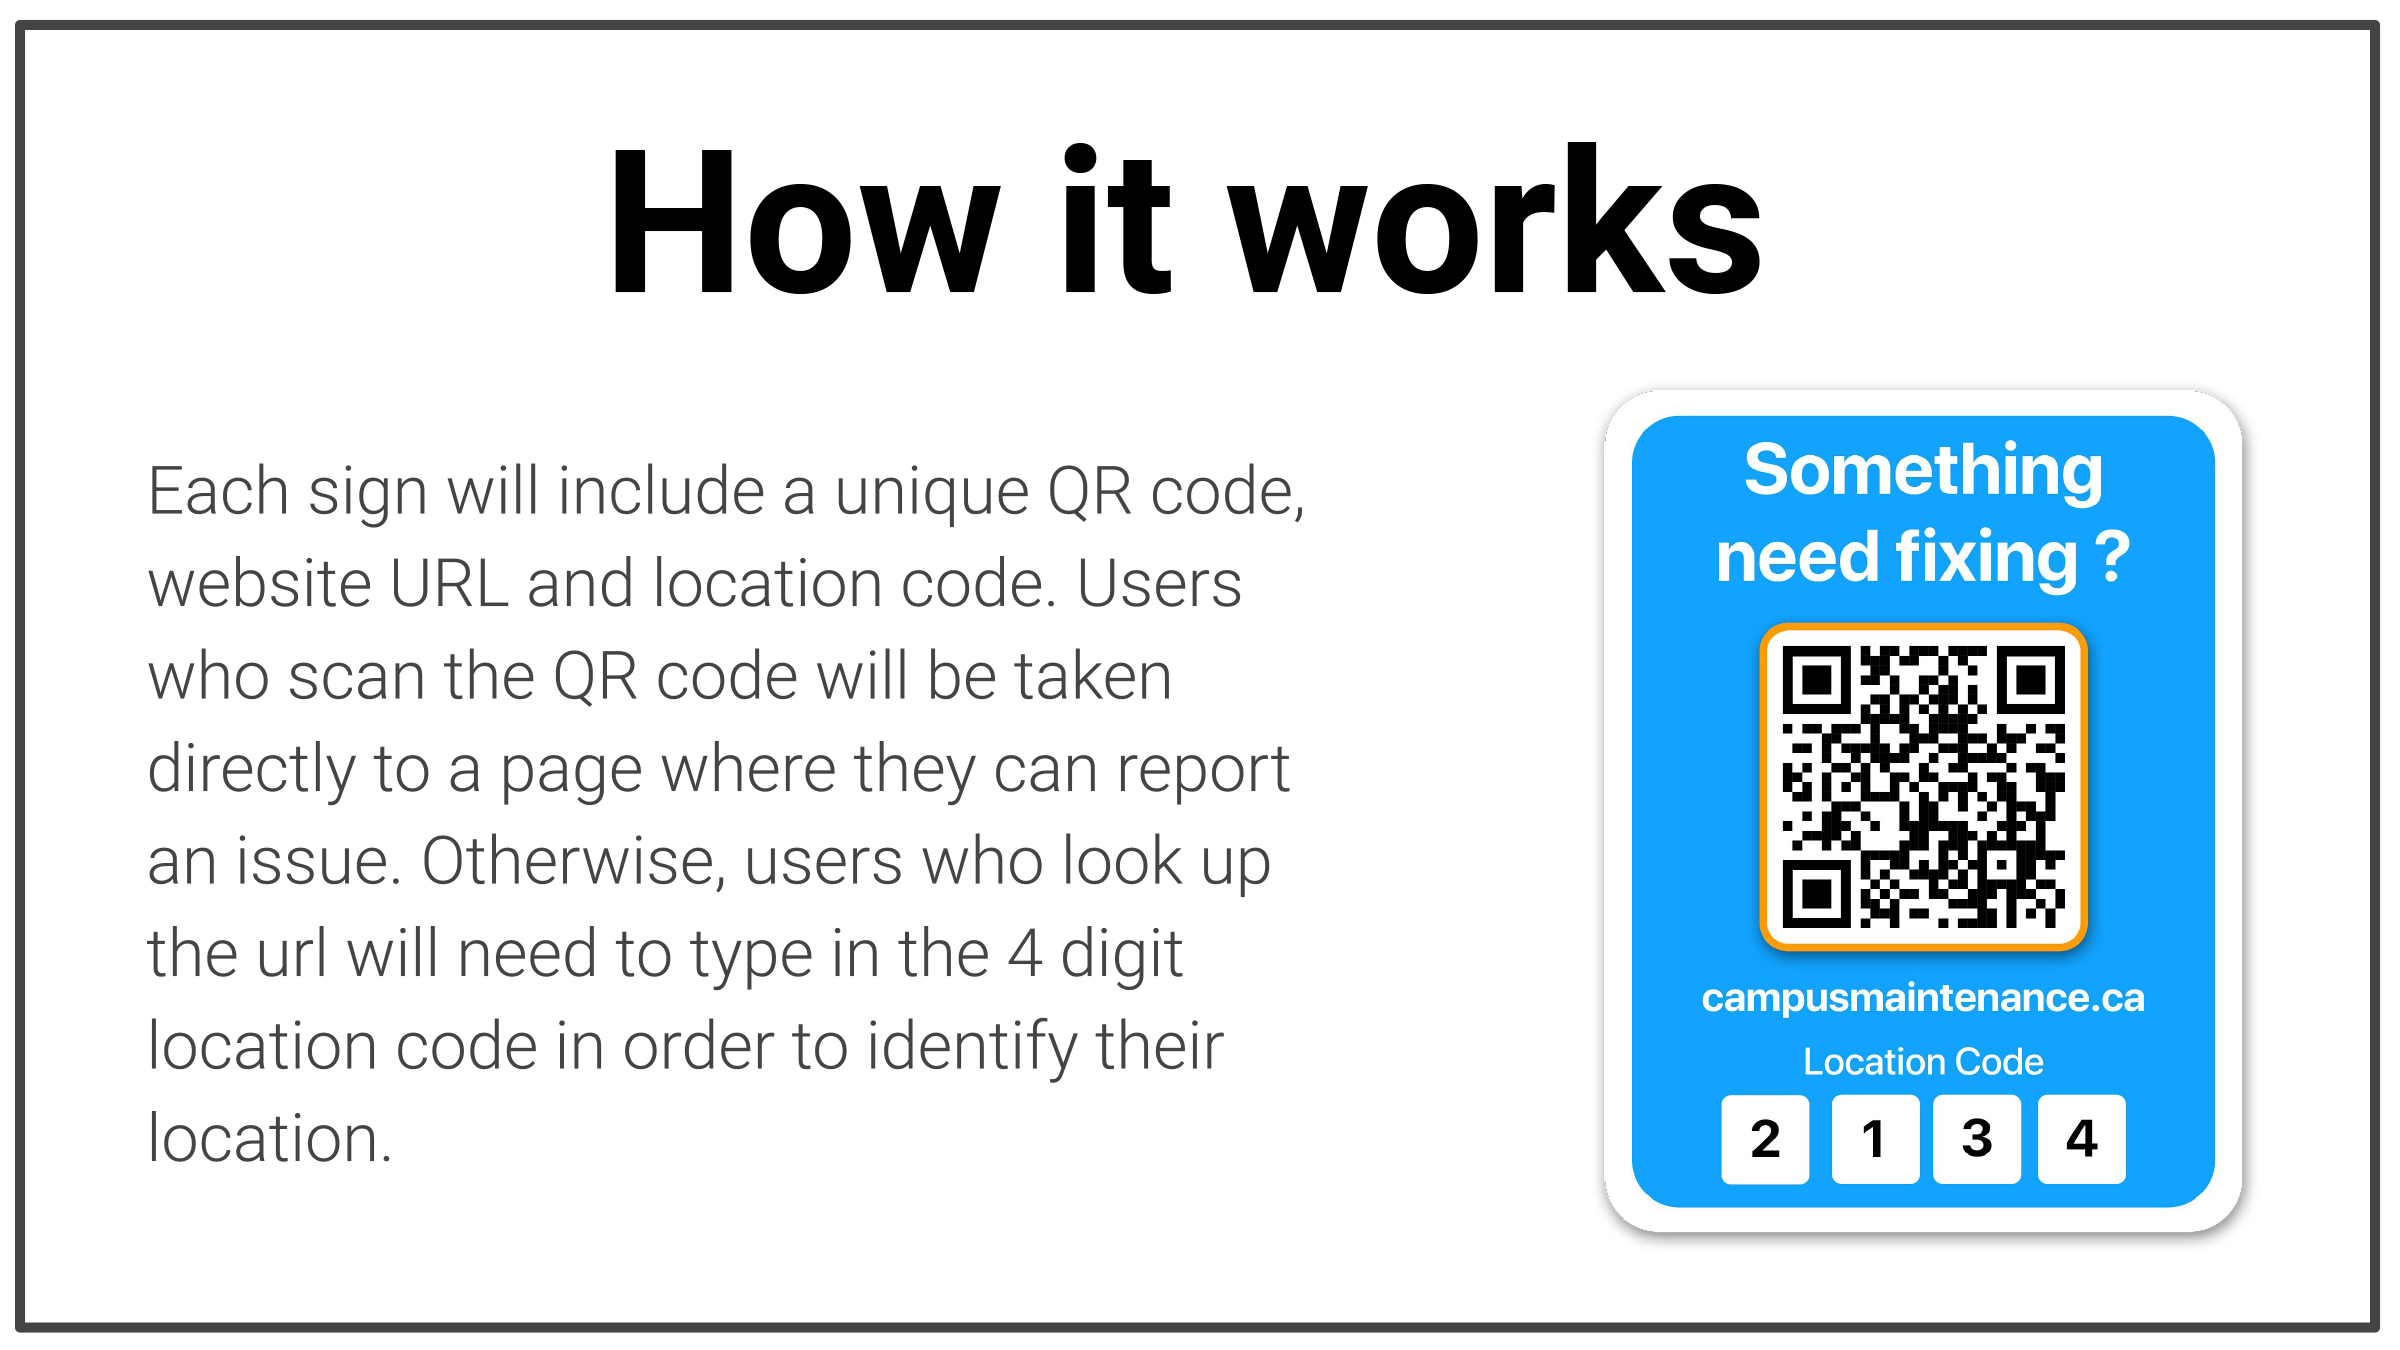 How it works
Each sign will include a unique QR code,
website URL and location code. Users
who scan the QR code will be taken
directly to a page where they can report
an issue. Otherwise, users who look up
the url will need to type in the 4 digit
location code in order to identify their
location.
Something
need fixing ?
campusmaintenance.ca
Location Code
2 1 3 4